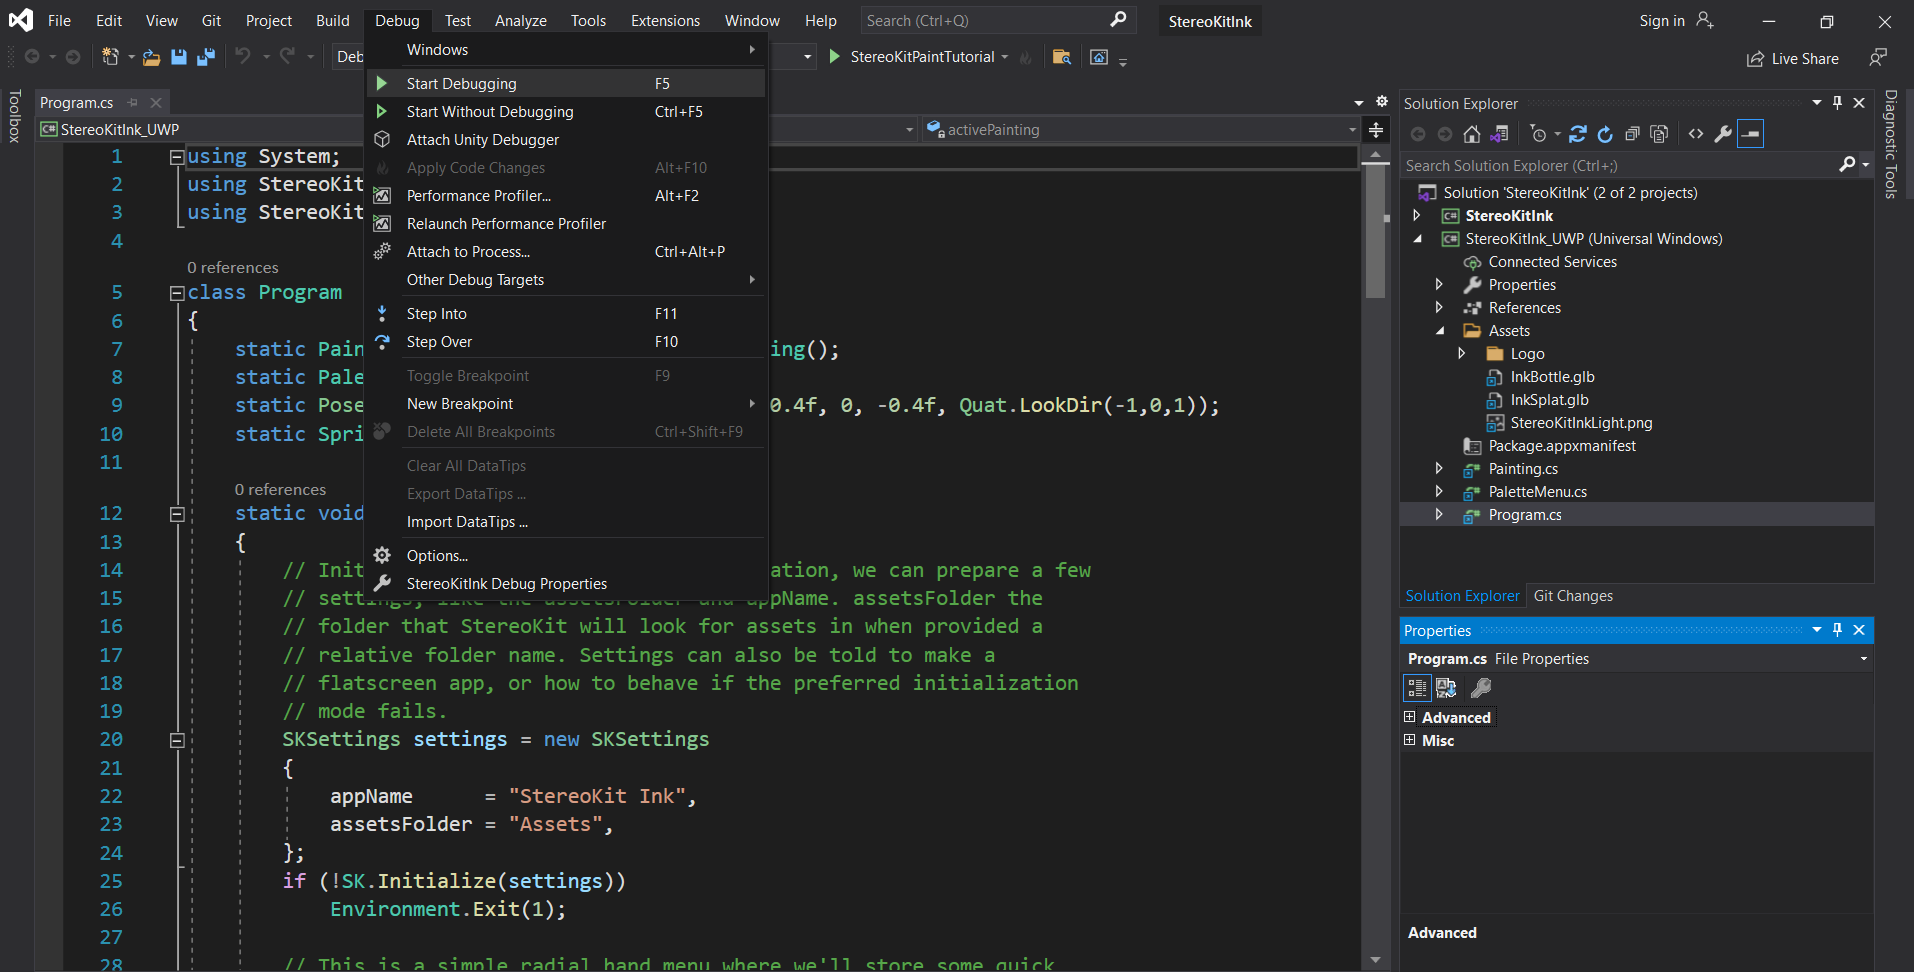 File Edit View Git Project Build Debug Test Analyze Tools Extensions Window Help Search (Ctrl+Q) StereoKitInk Sign in
Deb StereoKitPaintTutorial Live Share
Toolbox
Program.cs
StereoKitInk_UWP activePainting
Windows
Start Debugging F5
Start Without Debugging Ctrl+F5
Attach Unity Debugger
Apply Code Changes Alt+F10
Performance Profiler... Alt+F2
Relaunch Performance Profiler
Attach to Process... Ctrl+Alt+P
Other Debug Targets
Step Into F11
Step Over F10
Toggle Breakpoint F9
New Breakpoint
Delete All Breakpoints Ctrl+Shift+F9
Clear All DataTips
Export DataTips ...
Import DataTips ...
Options...
StereoKitInk Debug Properties
1 using System;
2 using StereoKit
3 using StereoKit
4
0 references
5 class Program
6 {
7 static Pain ing();
8 static Pale
9 static Pose 0.4f, 0, -0.4f, Quat.LookDir(-1,0,1));
10 static Spri
11
0 references
12 static void
13 {
14 // Init ation, we can prepare a few
15 // settings, like the assetsFolder and appName. assetsFolder the
16 // folder that StereoKit will look for assets in when provided a
17 // relative folder name. Settings can also be told to make a
18 // flatscreen app, or how to behave if the preferred initialization
19 // mode fails.
20 SKSettings settings = new SKSettings
21 {
22 appName = "StereoKit Ink",
23 assetsFolder = "Assets",
24 };
25 if (!SK.Initialize(settings))
26 Environment.Exit(1);
27
28 // This is a simple radial hand menu where we'll store some quick
Solution Explorer
Search Solution Explorer (Ctrl+;)
Solution 'StereoKitInk' (2 of 2 projects)
StereoKitInk
StereoKitInk_UWP (Universal Windows)
Connected Services
Properties
References
Assets
Logo
InkBottle.glb
InkSplat.glb
StereoKitInkLight.png
Package.appxmanifest
Painting.cs
PaletteMenu.cs
Program.cs
Solution Explorer Git Changes
Properties
Program.cs File Properties
Advanced
Misc
Advanced
Diagnostic Tools